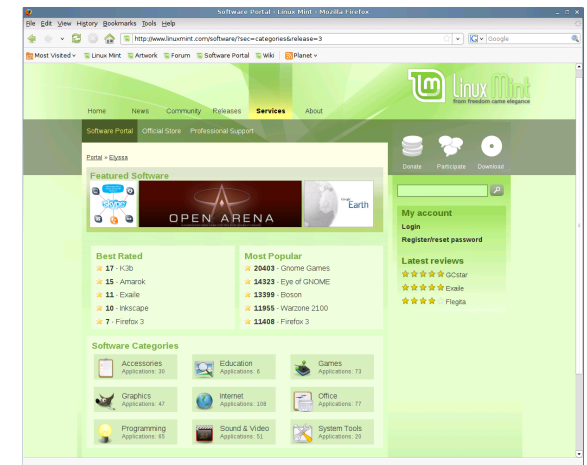 Software Portal - Linux Mint - Mozilla Firefox
File Edit View History Bookmarks Tools Help
http://www.linuxmint.com/software/?sec=categories&release=3
Google
Most Visited Linux Mint Artwork Forum Software Portal Wiki Planet
Linux Mint
from freedom came elegance
Home News Community Releases Services About
Software Portal Official Store Professional Support
Donate Participate Download
Portal » Elyssa
Featured Software
skype
OPEN ARENA
Google
Earth
My account
Login
Register/reset password
Latest reviews
GCstar
Exaile
Flegita
Best Rated
17 - K3b
15 - Amarok
11 - Exaile
10 - Inkscape
7 - Firefox 3
Most Popular
20403 - Gnome Games
14323 - Eye of GNOME
13399 - Boson
11955 - Warzone 2100
11408 - Firefox 3
Software Categories
Accessories
Applications: 30
Education
Applications: 6
Games
Applications: 73
Graphics
Applications: 47
Internet
Applications: 108
Office
Applications: 77
Programming
Applications: 65
Sound & Video
Applications: 51
System Tools
Applications: 20